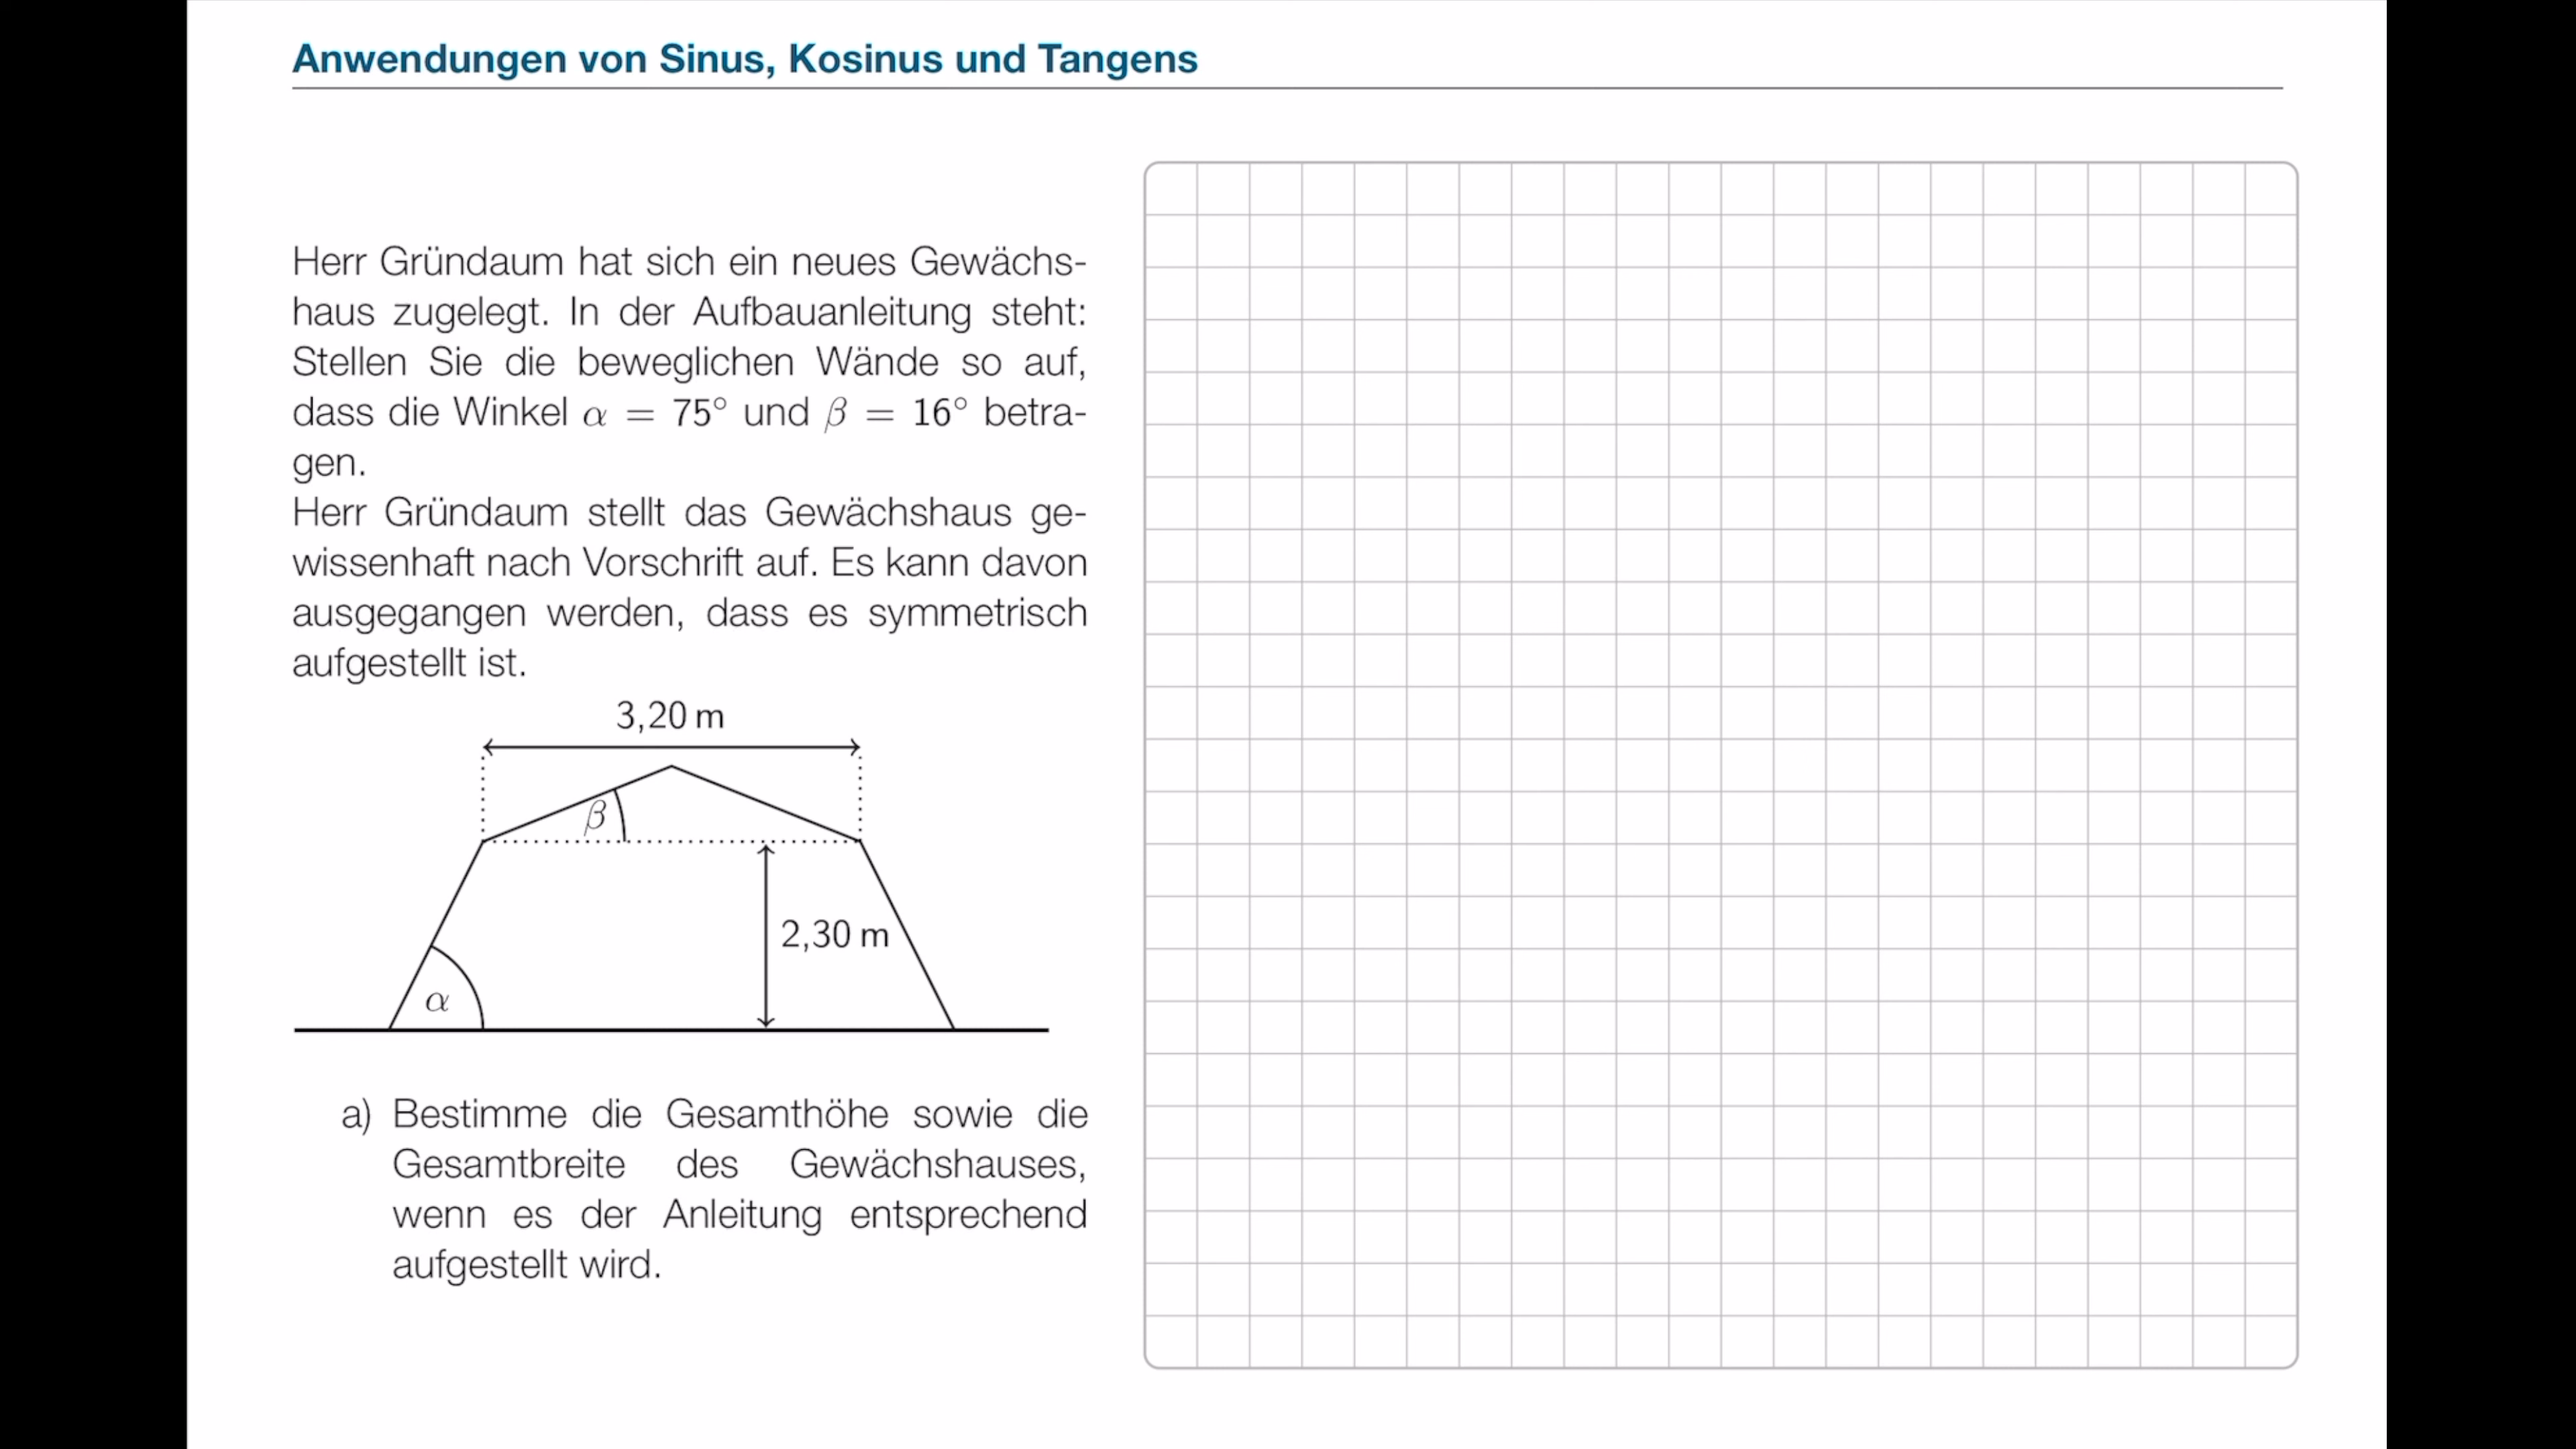 Anwendungen von Sinus, Kosinus und Tangens
Herr Gründaum hat sich ein neues Gewächs-
haus zugelegt. In der Aufbauanleitung steht:
Stellen Sie die beweglichen Wände so auf,
dass die Winkel α = 75° und β = 16° betra-
gen.
Herr Gründaum stellt das Gewächshaus ge-
wissenhaft nach Vorschrift auf. Es kann davon
ausgegangen werden, dass es symmetrisch
aufgestellt ist.
3,20 m
β
2,30 m
α
a) Bestimme die Gesamthöhe sowie die
Gesamtbreite des Gewächshauses,
wenn es der Anleitung entsprechend
aufgestellt wird.